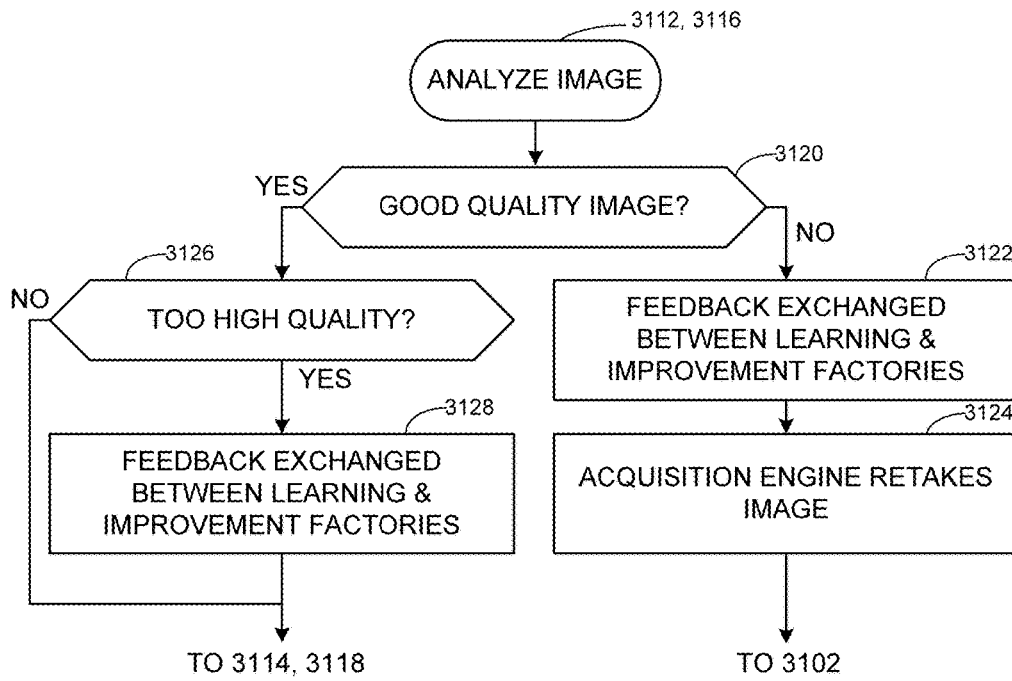 3112, 3116
ANALYZE IMAGE
3120
YES
GOOD QUALITY IMAGE?
NO
3126
3122
NO
TOO HIGH QUALITY?
FEEDBACK EXCHANGED
BETWEEN LEARNING &
IMPROVEMENT FACTORIES
YES
3128
3124
FEEDBACK EXCHANGED
BETWEEN LEARNING &
IMPROVEMENT FACTORIES
ACQUISITION ENGINE RETAKES
IMAGE
TO 3114, 3118
TO 3102